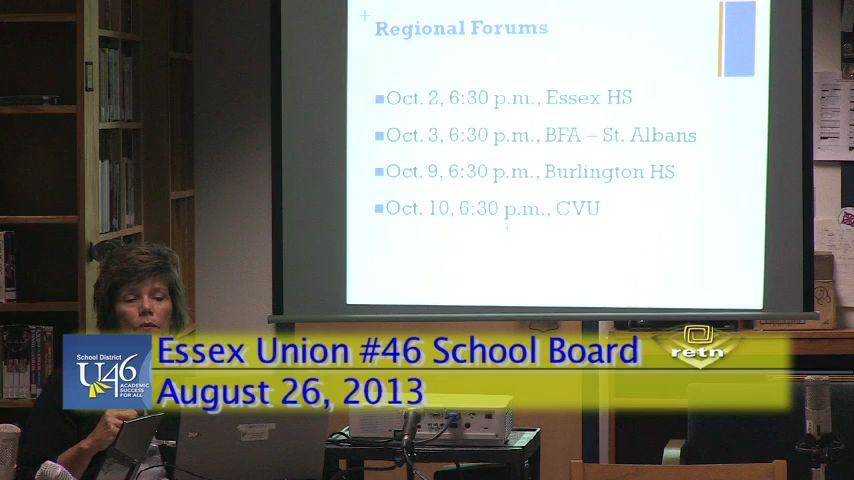 +
Regional Forums
Oct. 2, 6:30 p.m., Essex HS
Oct. 3, 6:30 p.m., BFA – St. Albans
Oct. 9, 6:30 p.m., Burlington HS
Oct. 10, 6:30 p.m., CVU
School District
U46
ACADEMIC
SUCCESS
FOR ALL
Essex Union #46 School Board
August 26, 2013
retn